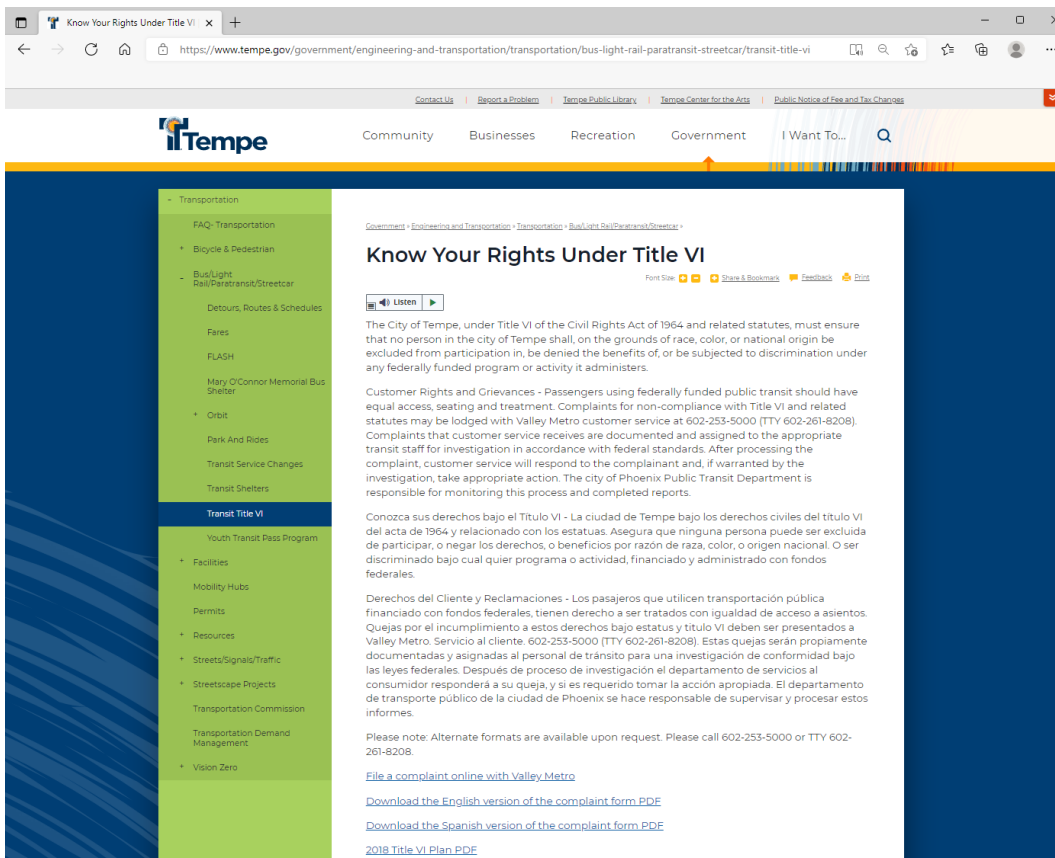 Know Your Rights Under Title VI
https://www.tempe.gov/government/engineering-and-transportation/transportation/bus-light-rail-paratransit-streetcar/transit-title-vi
Contact Us | Report a Problem | Tempe Public Library | Tempe Center for the Arts | Public Notice of Fee and Tax Changes
Tempe
Community Businesses Recreation Government I Want To...
- Transportation
FAQ- Transportation
+ Bicycle & Pedestrian
- Bus/Light
Rail/Paratransit/Streetcar
Detours, Routes & Schedules
Fares
FLASH
Mary O'Connor Memorial Bus
Shelter
+ Orbit
Park And Rides
Transit Service Changes
Transit Shelters
Transit Title VI
Youth Transit Pass Program
+ Facilities
Mobility Hubs
Permits
+ Resources
+ Streets/Signals/Traffic
+ Streetscape Projects
Transportation Commission
Transportation Demand
Management
+ Vision Zero
Government » Engineering and Transportation » Transportation » Bus/Light Rail/Paratransit/Streetcar »
Know Your Rights Under Title VI
Font Size: + - + Share & Bookmark Feedback Print
Listen
The City of Tempe, under Title VI of the Civil Rights Act of 1964 and related statutes, must ensure
that no person in the city of Tempe shall, on the grounds of race, color, or national origin be
excluded from participation in, be denied the benefits of, or be subjected to discrimination under
any federally funded program or activity it administers.
Customer Rights and Grievances - Passengers using federally funded public transit should have
equal access, seating and treatment. Complaints for non-compliance with Title VI and related
statutes may be lodged with Valley Metro customer service at 602-253-5000 (TTY 602-261-8208).
Complaints that customer service receives are documented and assigned to the appropriate
transit staff for investigation in accordance with federal standards. After processing the
complaint, customer service will respond to the complainant and, if warranted by the
investigation, take appropriate action. The city of Phoenix Public Transit Department is
responsible for monitoring this process and completed reports.
Conozca sus derechos bajo el Título VI - La ciudad de Tempe bajo los derechos civiles del título VI
del acta de 1964 y relacionado con los estatuas. Asegura que ninguna persona puede ser excluida
de participar, o negar los derechos, o beneficios por razón de raza, color, o origen nacional. O ser
discriminado bajo cual quier programa o actividad, financiado y administrado con fondos
federales.
Derechos del Cliente y Reclamaciones - Los pasajeros que utilicen transportación pública
financiado con fondos federales, tienen derecho a ser tratados con igualdad de acceso a asientos.
Quejas por el incumplimiento a estos derechos bajo estatus y titulo VI deben ser presentados a
Valley Metro. Servicio al cliente. 602-253-5000 (TTY 602-261-8208). Estas quejas serán propiamente
documentadas y asignadas al personal de tránsito para una investigación de conformidad bajo
las leyes federales. Después de proceso de investigación el departamento de servicios al
consumidor responderá a su queja, y si es requerido tomar la acción apropiada. El departamento
de transporte público de la ciudad de Phoenix se hace responsable de supervisar y procesar estos
informes.
Please note: Alternate formats are available upon request. Please call 602-253-5000 or TTY 602-
261-8208.
File a complaint online with Valley Metro
Download the English version of the complaint form PDF
Download the Spanish version of the complaint form PDF
2018 Title VI Plan PDF